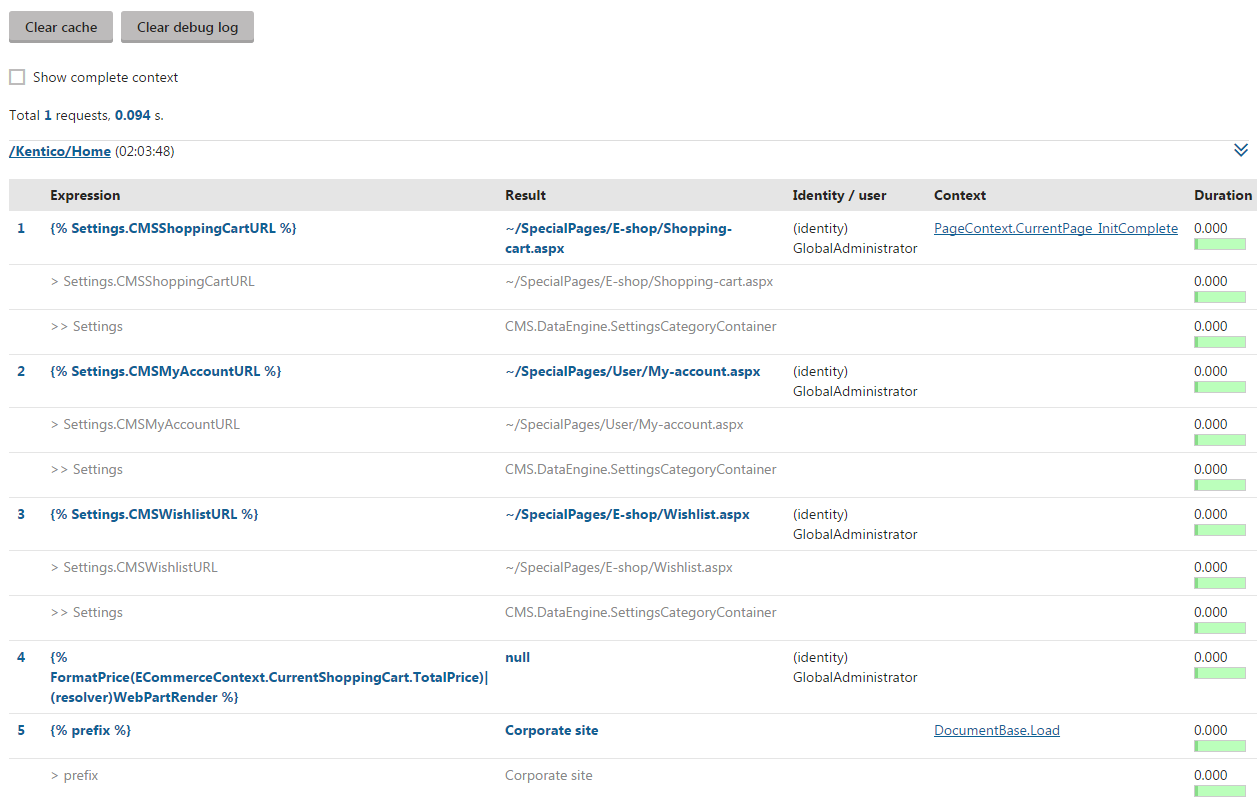 Clear cache Clear debug log
Show complete context
Total 1 requests, 0.094 s.
/Kentico/Home (02:03:48)
Expression Result Identity / user Context Duration
1 {% Settings.CMSShoppingCartURL %} ~/SpecialPages/E-shop/Shopping- (identity) PageContext.CurrentPage_InitComplete 0.000
cart.aspx GlobalAdministrator
> Settings.CMSShoppingCartURL ~/SpecialPages/E-shop/Shopping-cart.aspx 0.000
>> Settings CMS.DataEngine.SettingsCategoryContainer 0.000
2 {% Settings.CMSMyAccountURL %} ~/SpecialPages/User/My-account.aspx (identity) 0.000
GlobalAdministrator
> Settings.CMSMyAccountURL ~/SpecialPages/User/My-account.aspx 0.000
>> Settings CMS.DataEngine.SettingsCategoryContainer 0.000
3 {% Settings.CMSWishlistURL %} ~/SpecialPages/E-shop/Wishlist.aspx (identity) 0.000
GlobalAdministrator
> Settings.CMSWishlistURL ~/SpecialPages/E-shop/Wishlist.aspx 0.000
>> Settings CMS.DataEngine.SettingsCategoryContainer 0.000
4 {% null (identity) 0.000
FormatPrice(ECommerceContext.CurrentShoppingCart.TotalPrice)| GlobalAdministrator
(resolver)WebPartRender %}
5 {% prefix %} Corporate site DocumentBase.Load 0.000
> prefix Corporate site 0.000